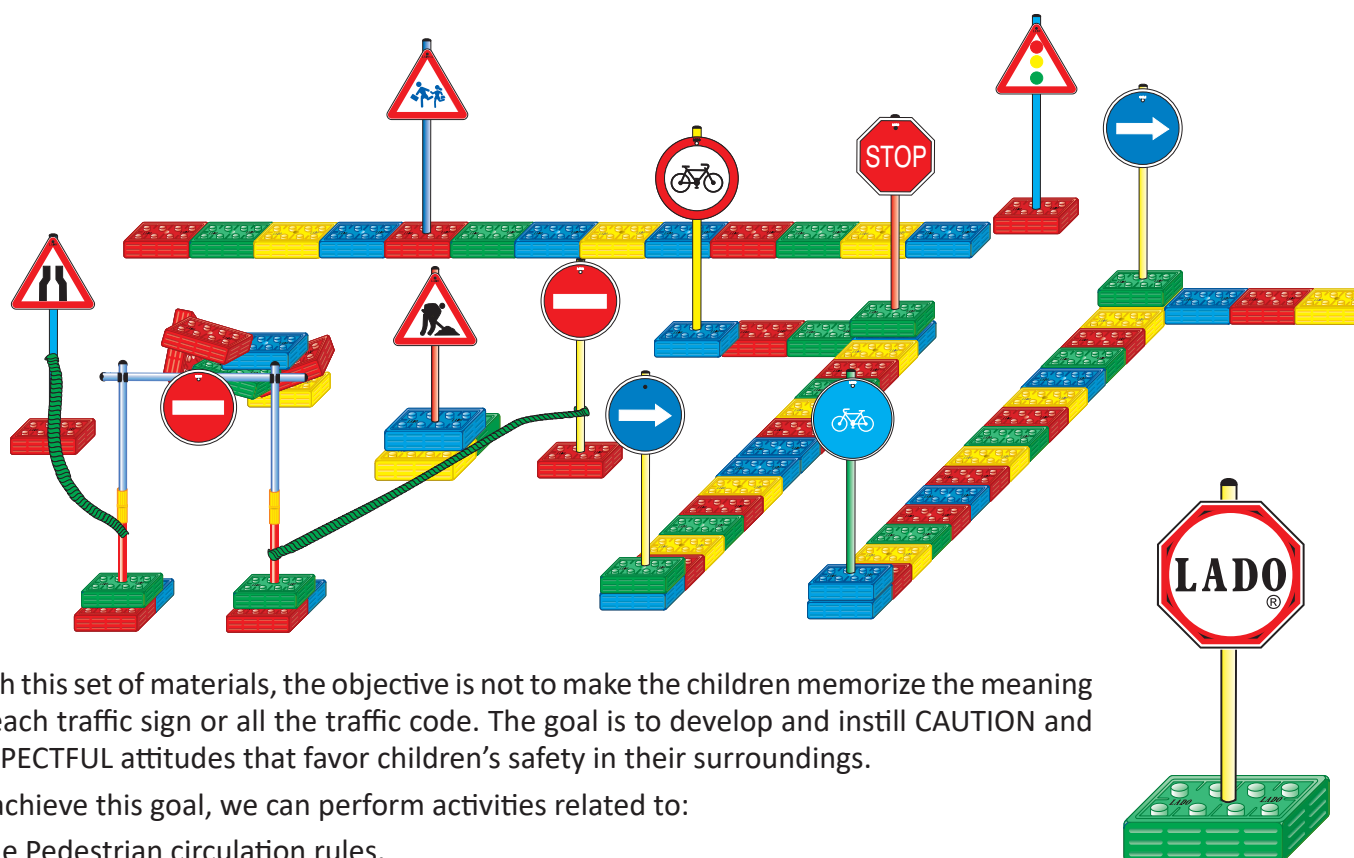 STOP
LADO
®
LADO LADO
h this set of materials, the objective is not to make the children memorize the meaning
each traffic sign or all the traffic code. The goal is to develop and instill CAUTION and
PECTFUL attitudes that favor children’s safety in their surroundings.
achieve this goal, we can perform activities related to:
e Pedestrian circulation rules.